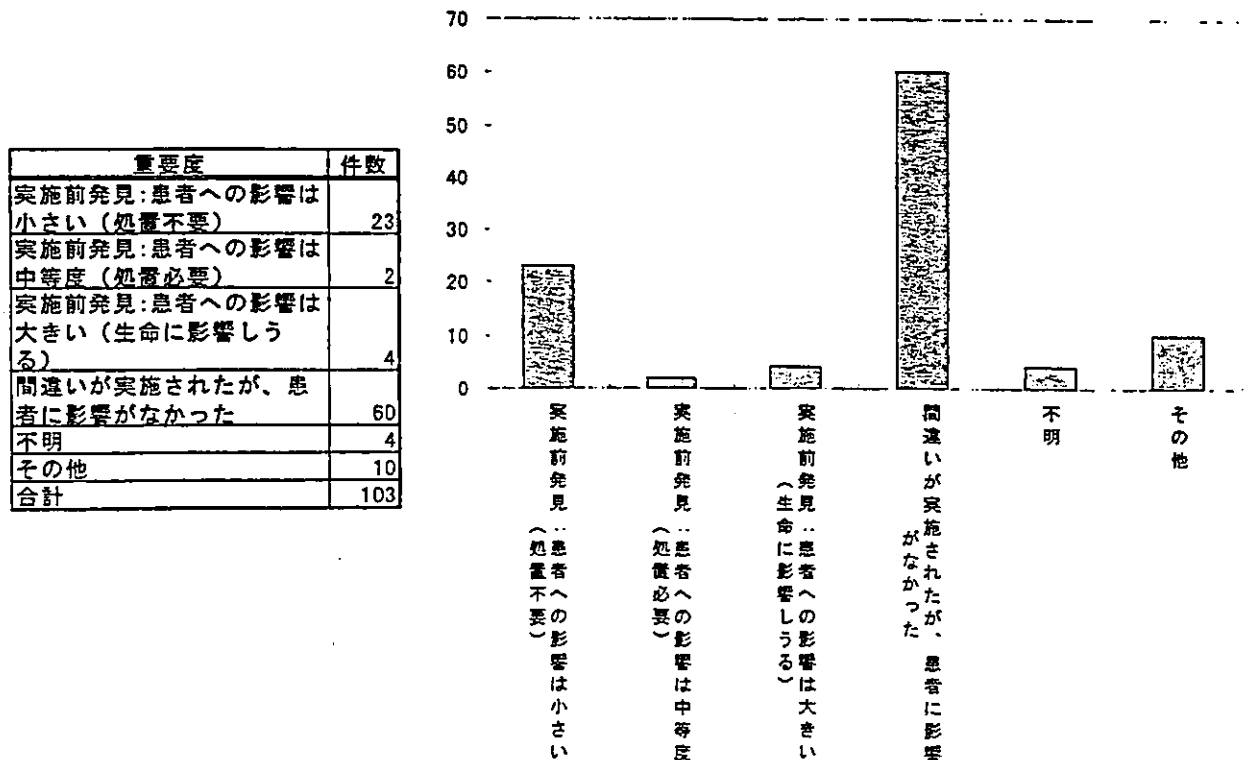 重要度 件数
実施前発見:患者への影響は
小さい（処置不要） 23
実施前発見:患者への影響は
中等度（処置必要） 2
実施前発見:患者への影響は
大きい（生命に影響しう
る） 4
間違いが実施されたが、患
者に影響がなかった 60
不明 4
その他 10
合計 103
70
60
50
40
30
20
10
0
実施前発見:患者への影響は小さい
（処置不要）
実施前発見:患者への影響は中等度
（処置必要）
実施前発見:患者への影響は大きい
（生命に影響しうる）
間違いが実施されたが、患者に影響
がなかった
不明
その他